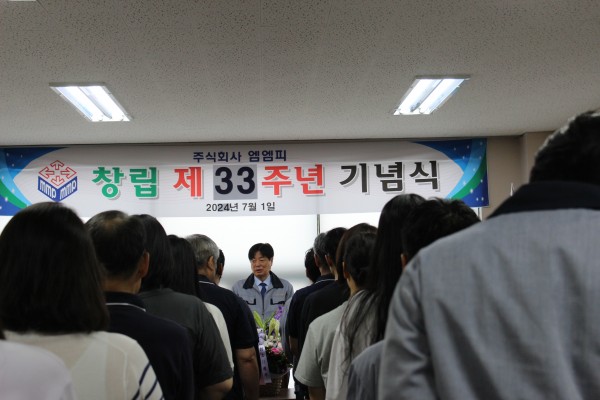 주식회사 엠엠피
창립 제33주년 기념식
2024년 7월 1일